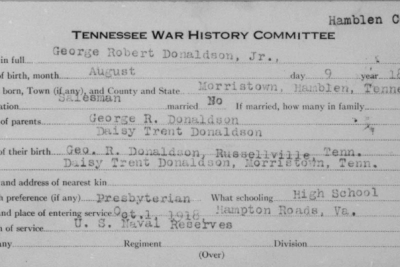 Hamblen C
TENNESSEE WAR HISTORY COMMITTEE
in full George Robert Donaldson, Jr.,
of birth, month August day 9
born, Town (if any), and County and State Morristown, Hamblen, Tenne
Salesman married No If married, how many in family
of parents George R. Donaldson
Daisy Trent Donaldson
of their birth Geo. R. Donaldson, Russellville, Tenn.
Daisy Trent Donaldson, Morristown, Tenn.
and address of nearest kin
preference (if any) Presbyterian What schooling High School
and place of entering service Oct.1, 1918, Hampton Roads, Va.
of service U. S. Naval Reserves
any Regiment Division
(Over)